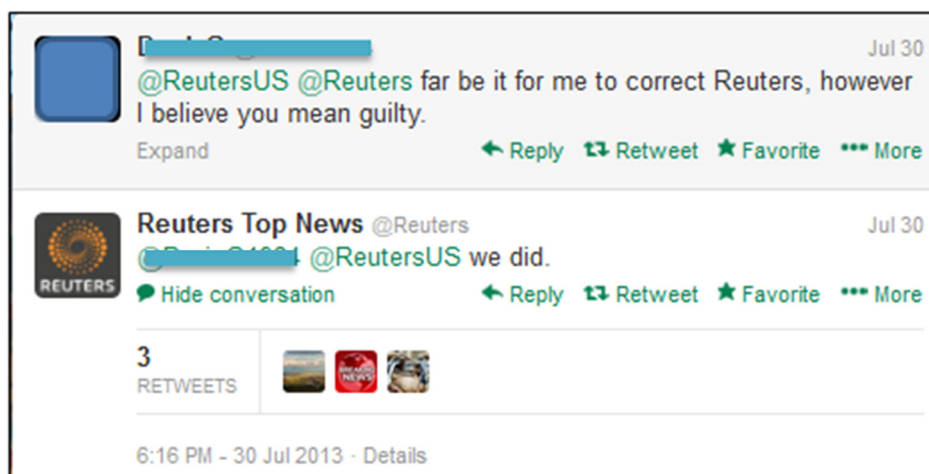 Jul 30
@ReutersUS @Reuters far be it for me to correct Reuters, however
I believe you mean guilty.
Expand Reply Retweet Favorite More
Reuters Top News @Reuters Jul 30
@ReutersUS we did.
REUTERS
Hide conversation Reply Retweet Favorite More
3
RETWEETS
BREAKING NEWS
6:16 PM - 30 Jul 2013 · Details